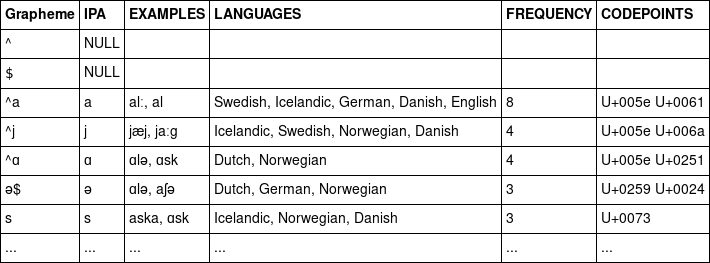 Grapheme IPA EXAMPLES LANGUAGES FREQUENCY CODEPOINTS
^ NULL
$ NULL
^a a alː, al Swedish, Icelandic, German, Danish, English 8 U+005e U+0061
^j j jæj, jaːg Icelandic, Swedish, Norwegian, Danish 4 U+005e U+006a
^ɑ ɑ ɑlə, ɑsk Dutch, Norwegian 4 U+005e U+0251
ə$ ə ɑlə, aʃə Dutch, German, Norwegian 3 U+0259 U+0024
s s aska, ɑsk Icelandic, Norwegian, Danish 3 U+0073
... ... ... ... ... ...